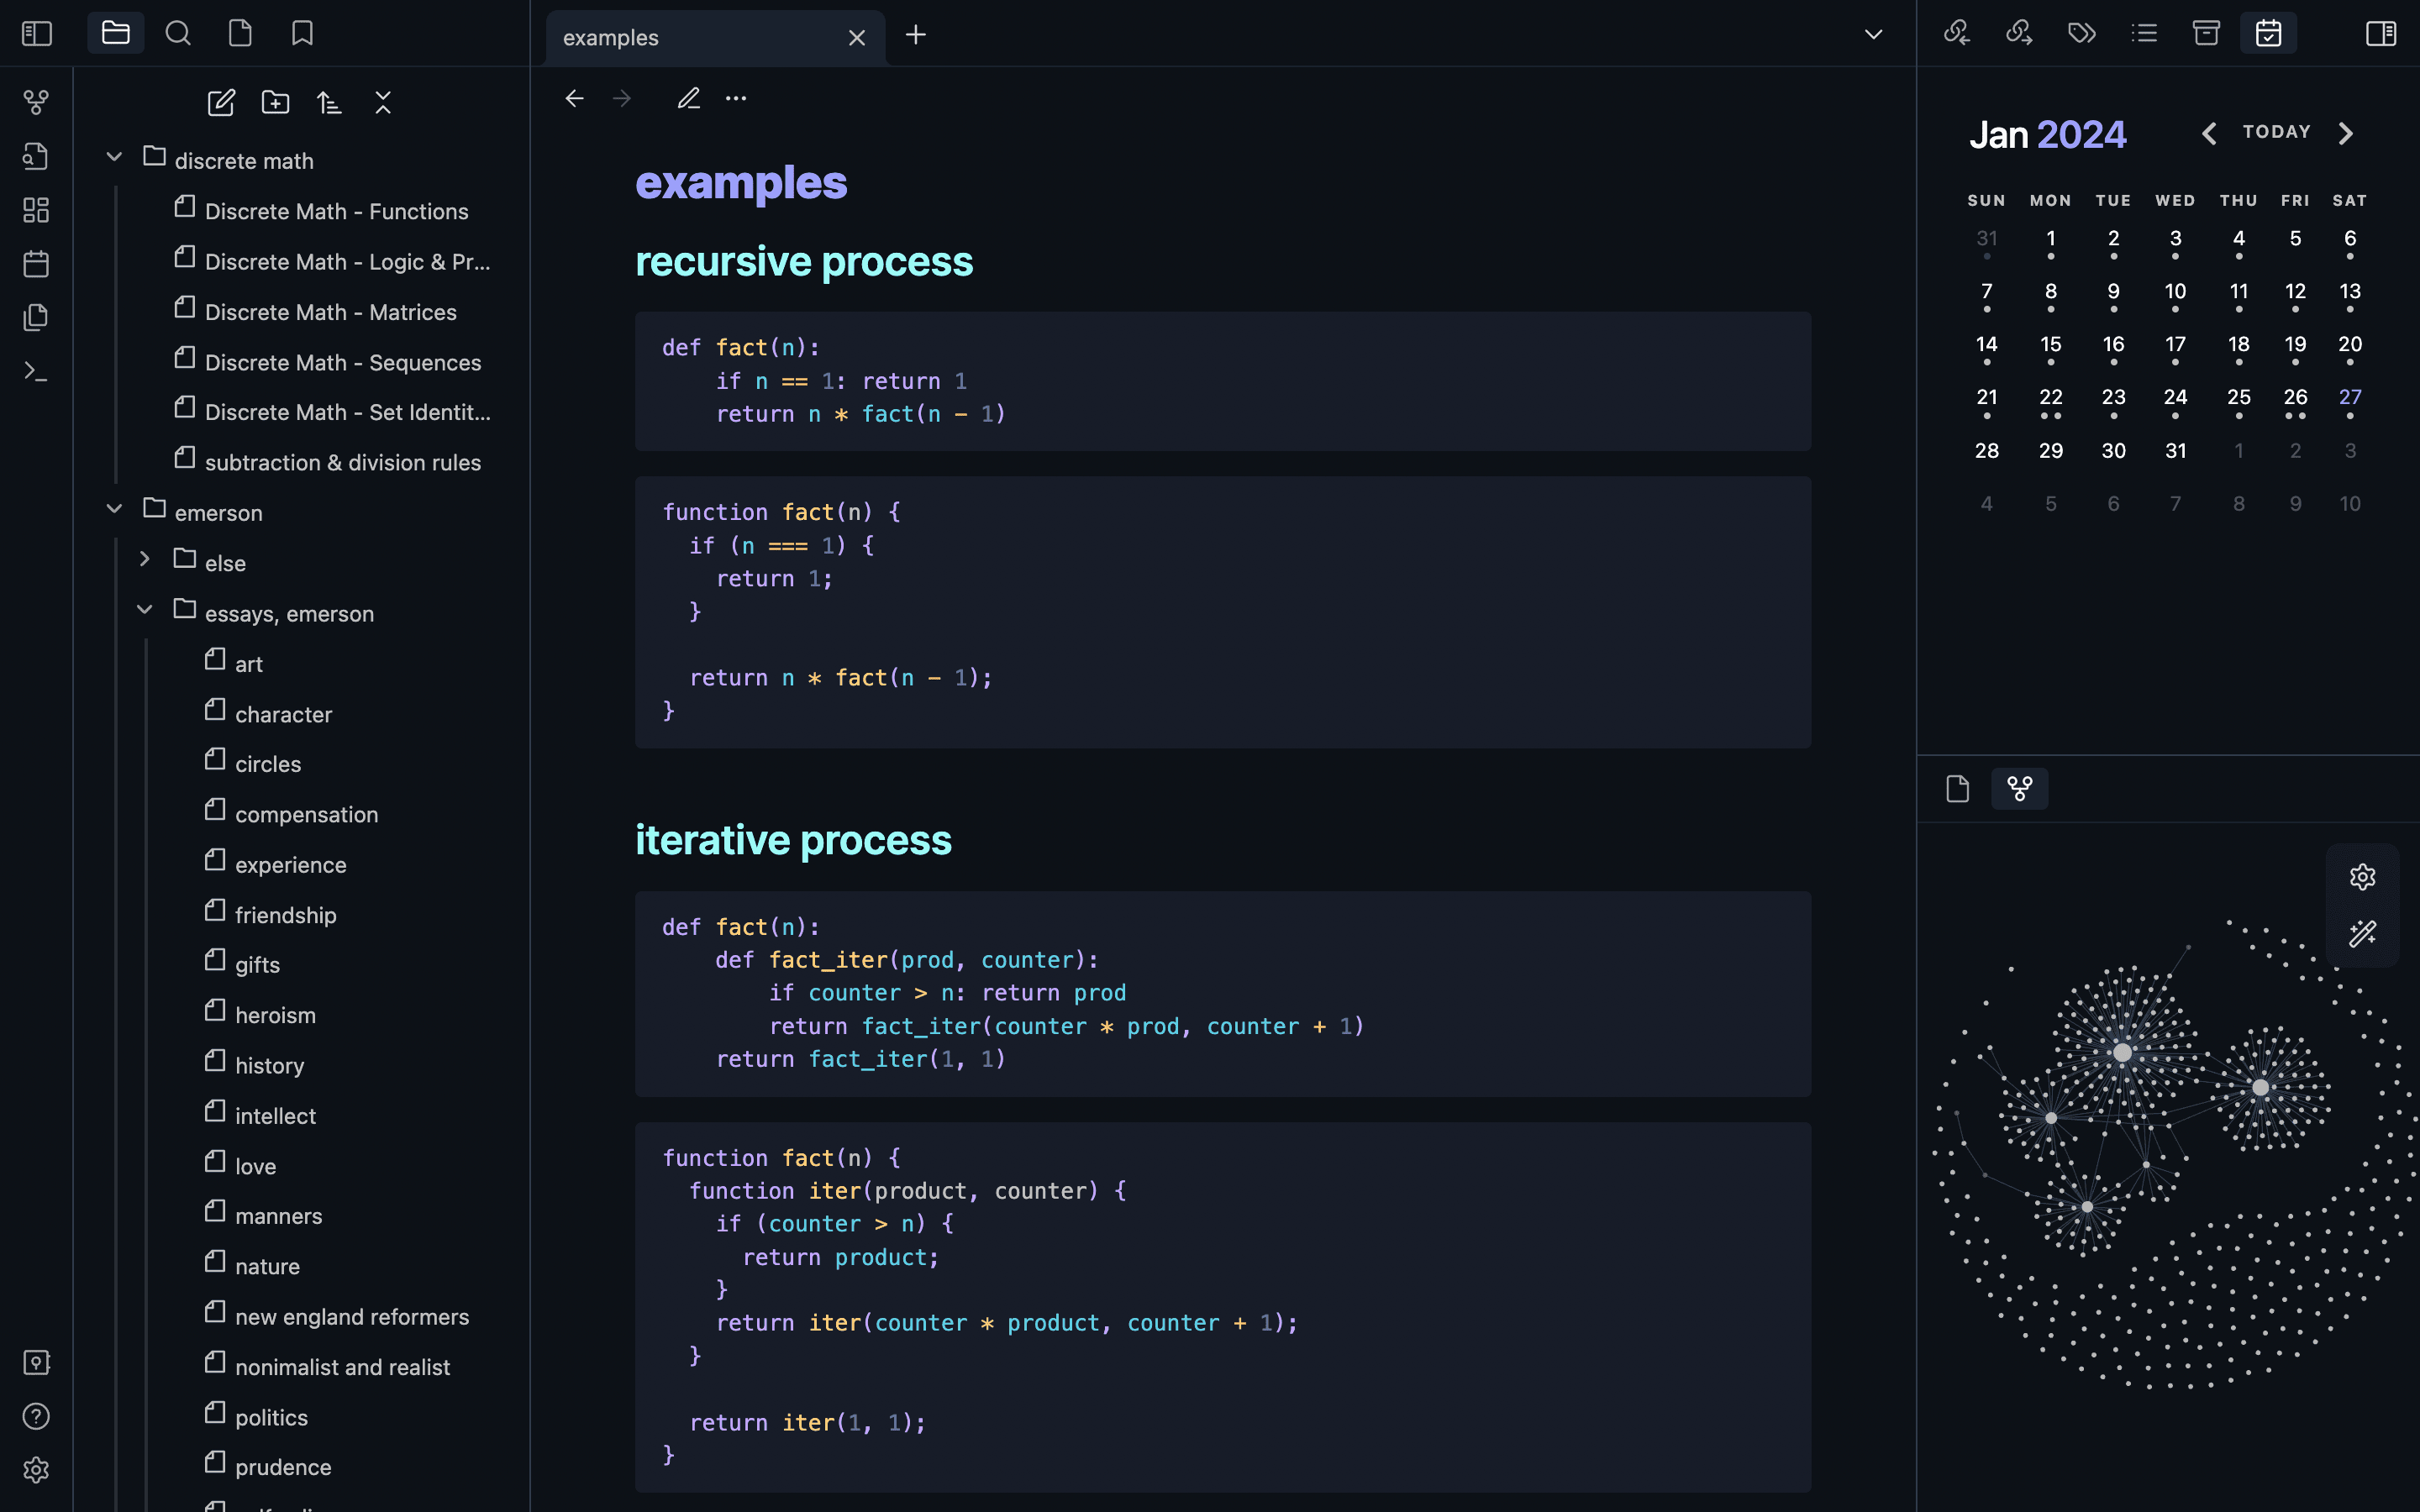 examples
discrete math
Discrete Math - Functions
Discrete Math - Logic & Pr...
Discrete Math - Matrices
Discrete Math - Sequences
Discrete Math - Set Identit...
subtraction & division rules
emerson
else
essays, emerson
art
character
circles
compensation
experience
friendship
gifts
heroism
history
intellect
love
manners
nature
new england reformers
nonimalist and realist
politics
prudence
examples
recursive process
def fact(n):
    if n == 1: return 1
    return n * fact(n - 1)
function fact(n) {
  if (n === 1) {
    return 1;
  }
  return n * fact(n - 1);
}
iterative process
def fact(n):
    def fact_iter(prod, counter):
        if counter > n: return prod
        return fact_iter(counter * prod, counter + 1)
    return fact_iter(1, 1)
function fact(n) {
  function iter(product, counter) {
    if (counter > n) {
      return product;
    }
    return iter(counter * product, counter + 1);
  }
  return iter(1, 1);
}
Jan 2024
TODAY
SUN MON TUE WED THU FRI SAT
31 1 2 3 4 5 6
7 8 9 10 11 12 13
14 15 16 17 18 19 20
21 22 23 24 25 26 27
28 29 30 31 1 2 3
4 5 6 7 8 9 10